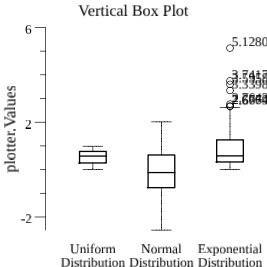 Vertical Box Plot
6
5.1280
2
plotter.Values
-2
Uniform Normal Exponential
Distribution Distribution Distribution